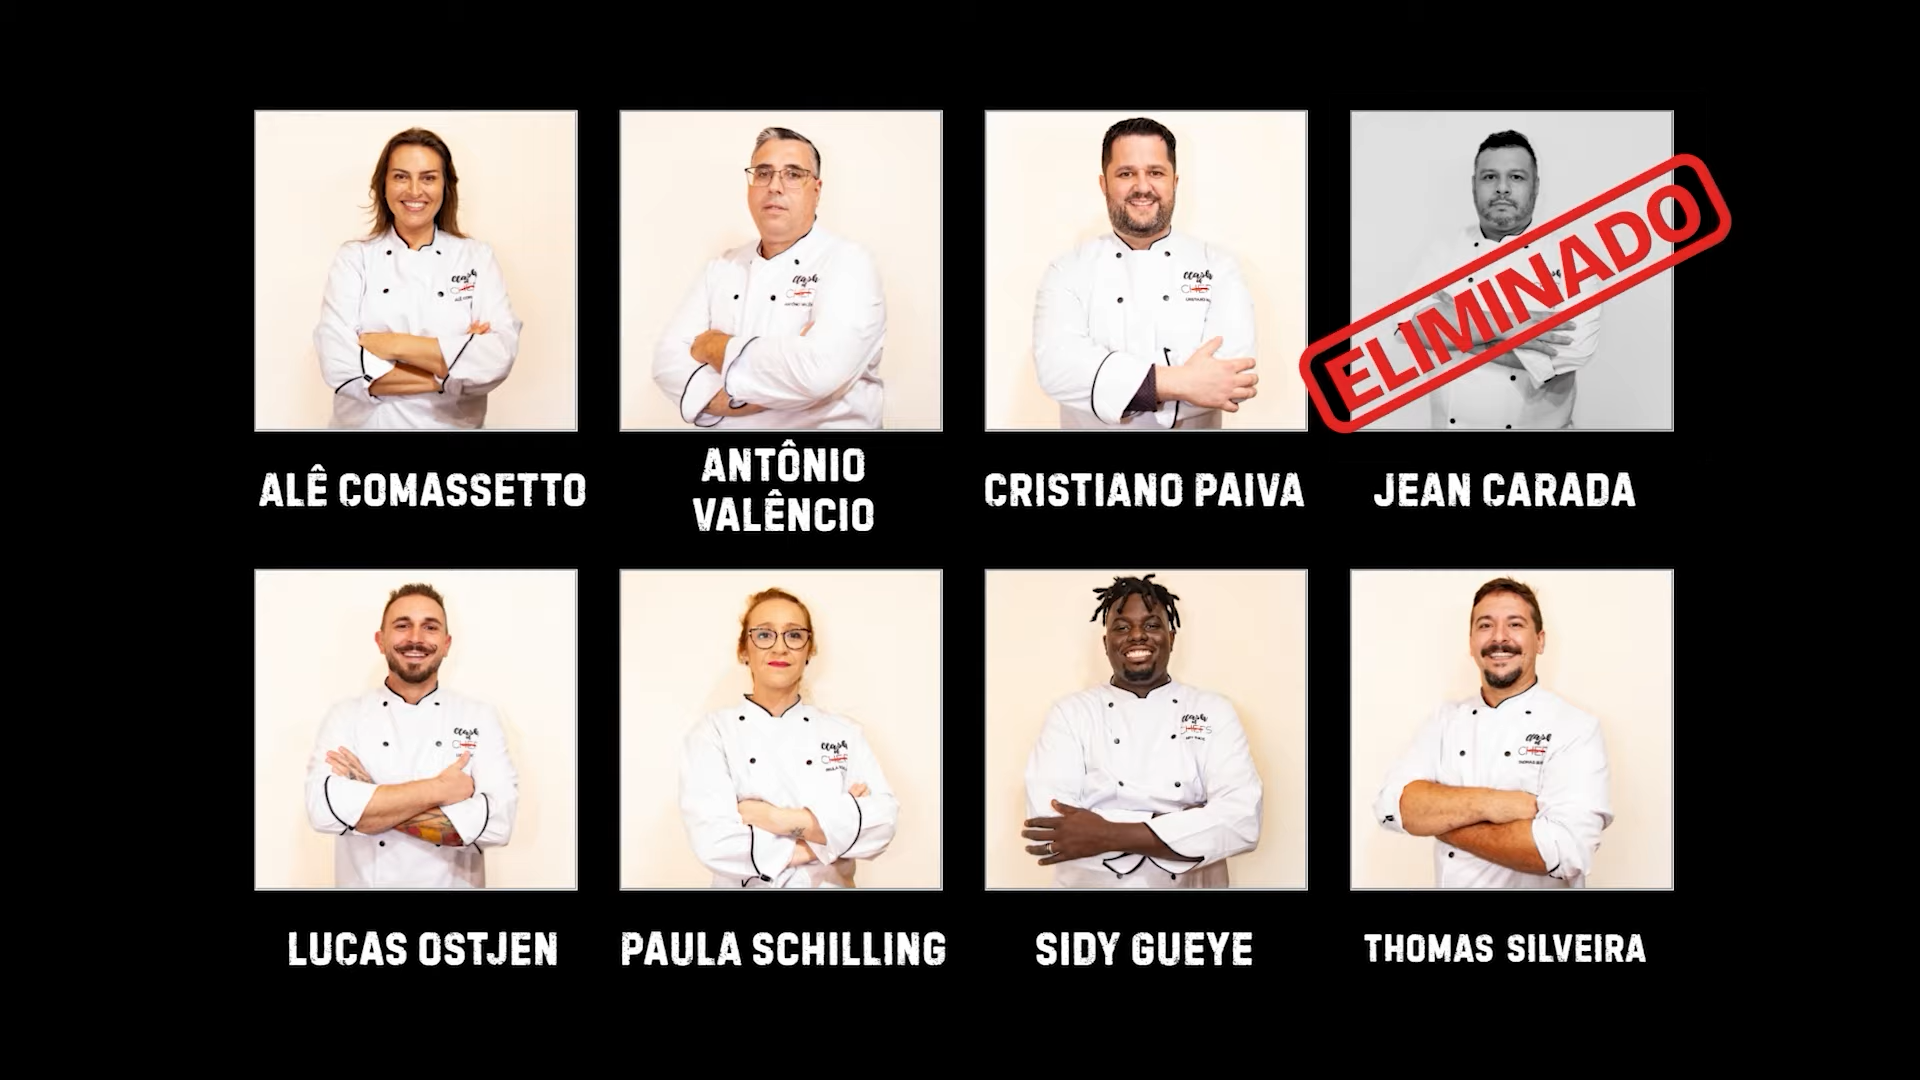 ELIMINADO
ALÊ COMASSETTO
ANTÔNIO
VALÊNCIO
CRISTIANO PAIVA
JEAN CARADA
LUCAS OSTJEN
PAULA SCHILLING
SIDY GUEYE
THOMAS SILVEIRA